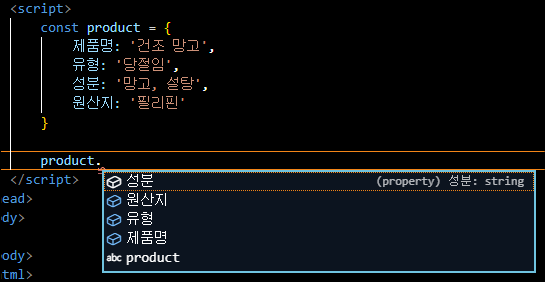 <script>
const product = {
제품명: '건조 망고',
유형: '당절임',
성분: '망고, 설탕',
원산지: '필리핀'
}
product.
</script>
성분 (property) 성분: string
원산지
유형
제품명
abc product
ead>
dy>
ody>
tml>